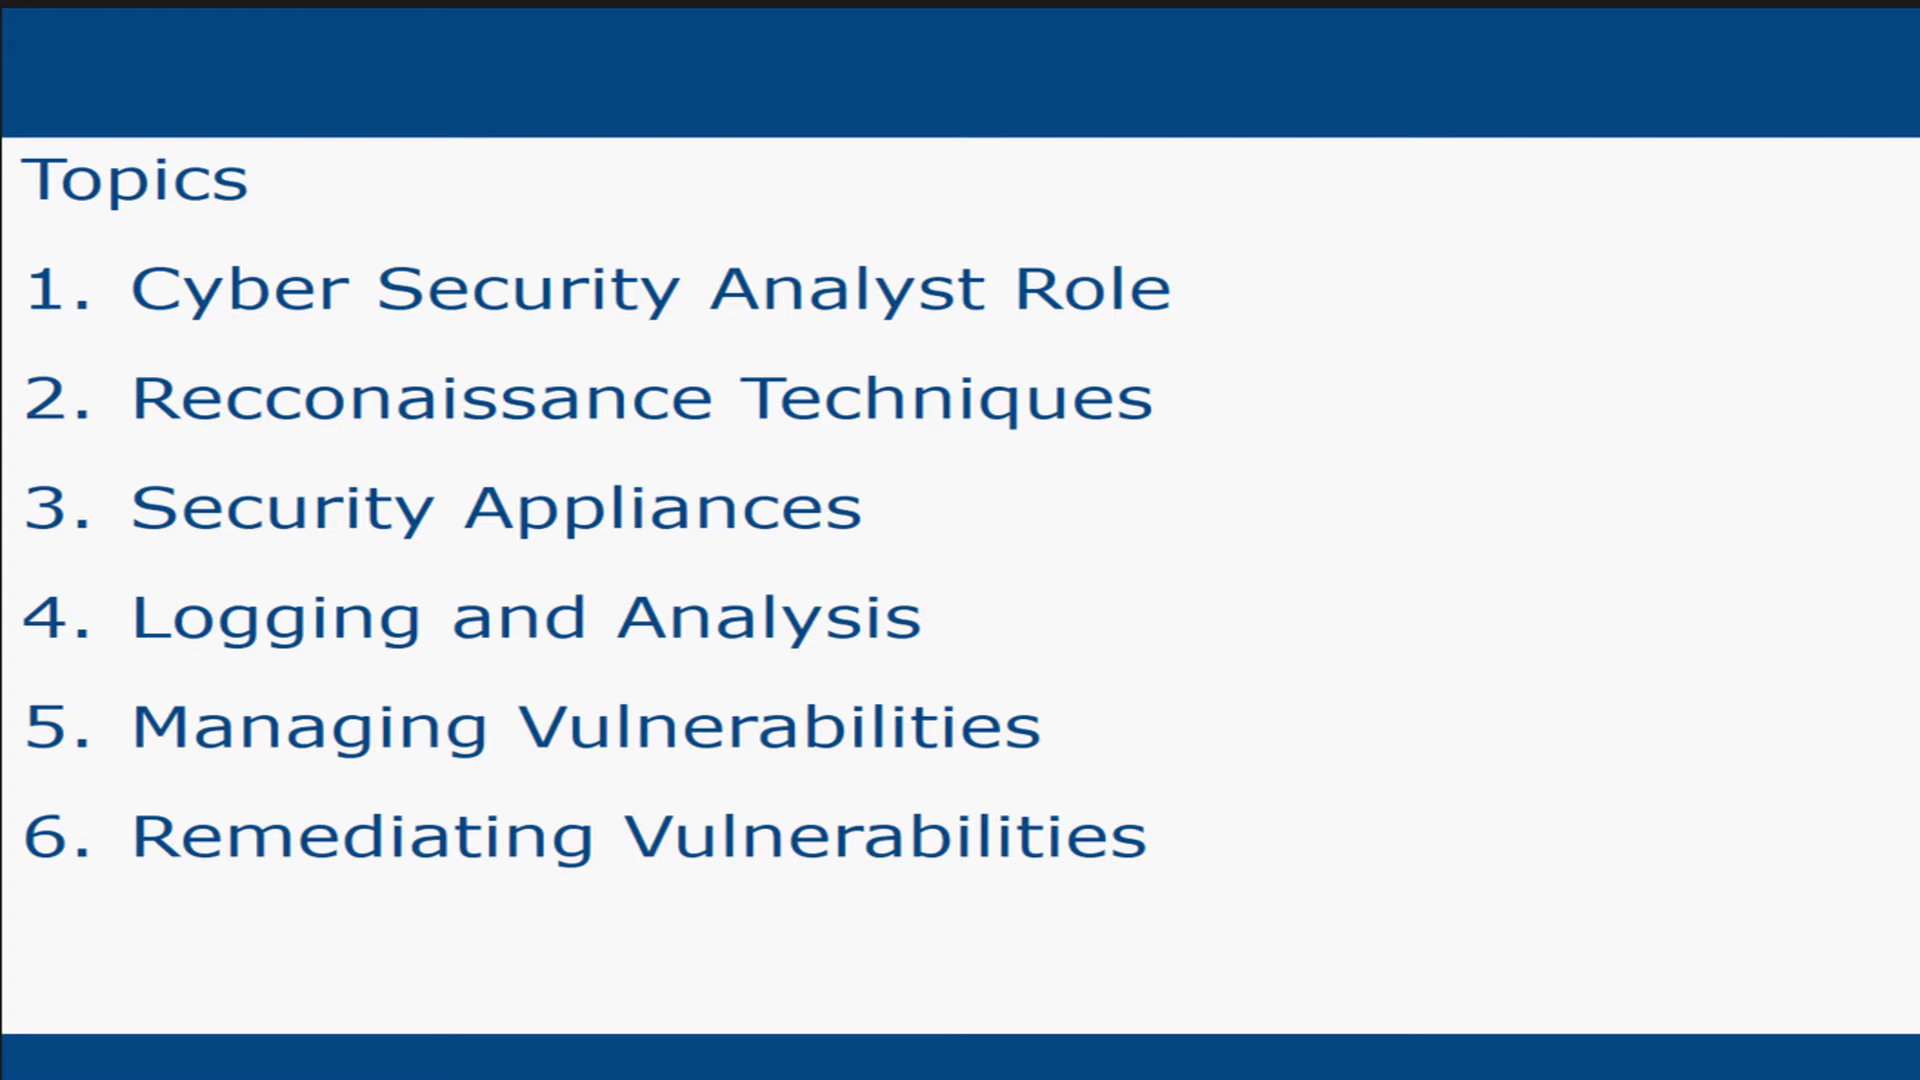 Topics
1. Cyber Security Analyst Role
2. Recconaissance Techniques
3. Security Appliances
4. Logging and Analysis
5. Managing Vulnerabilities
6. Remediating Vulnerabilities